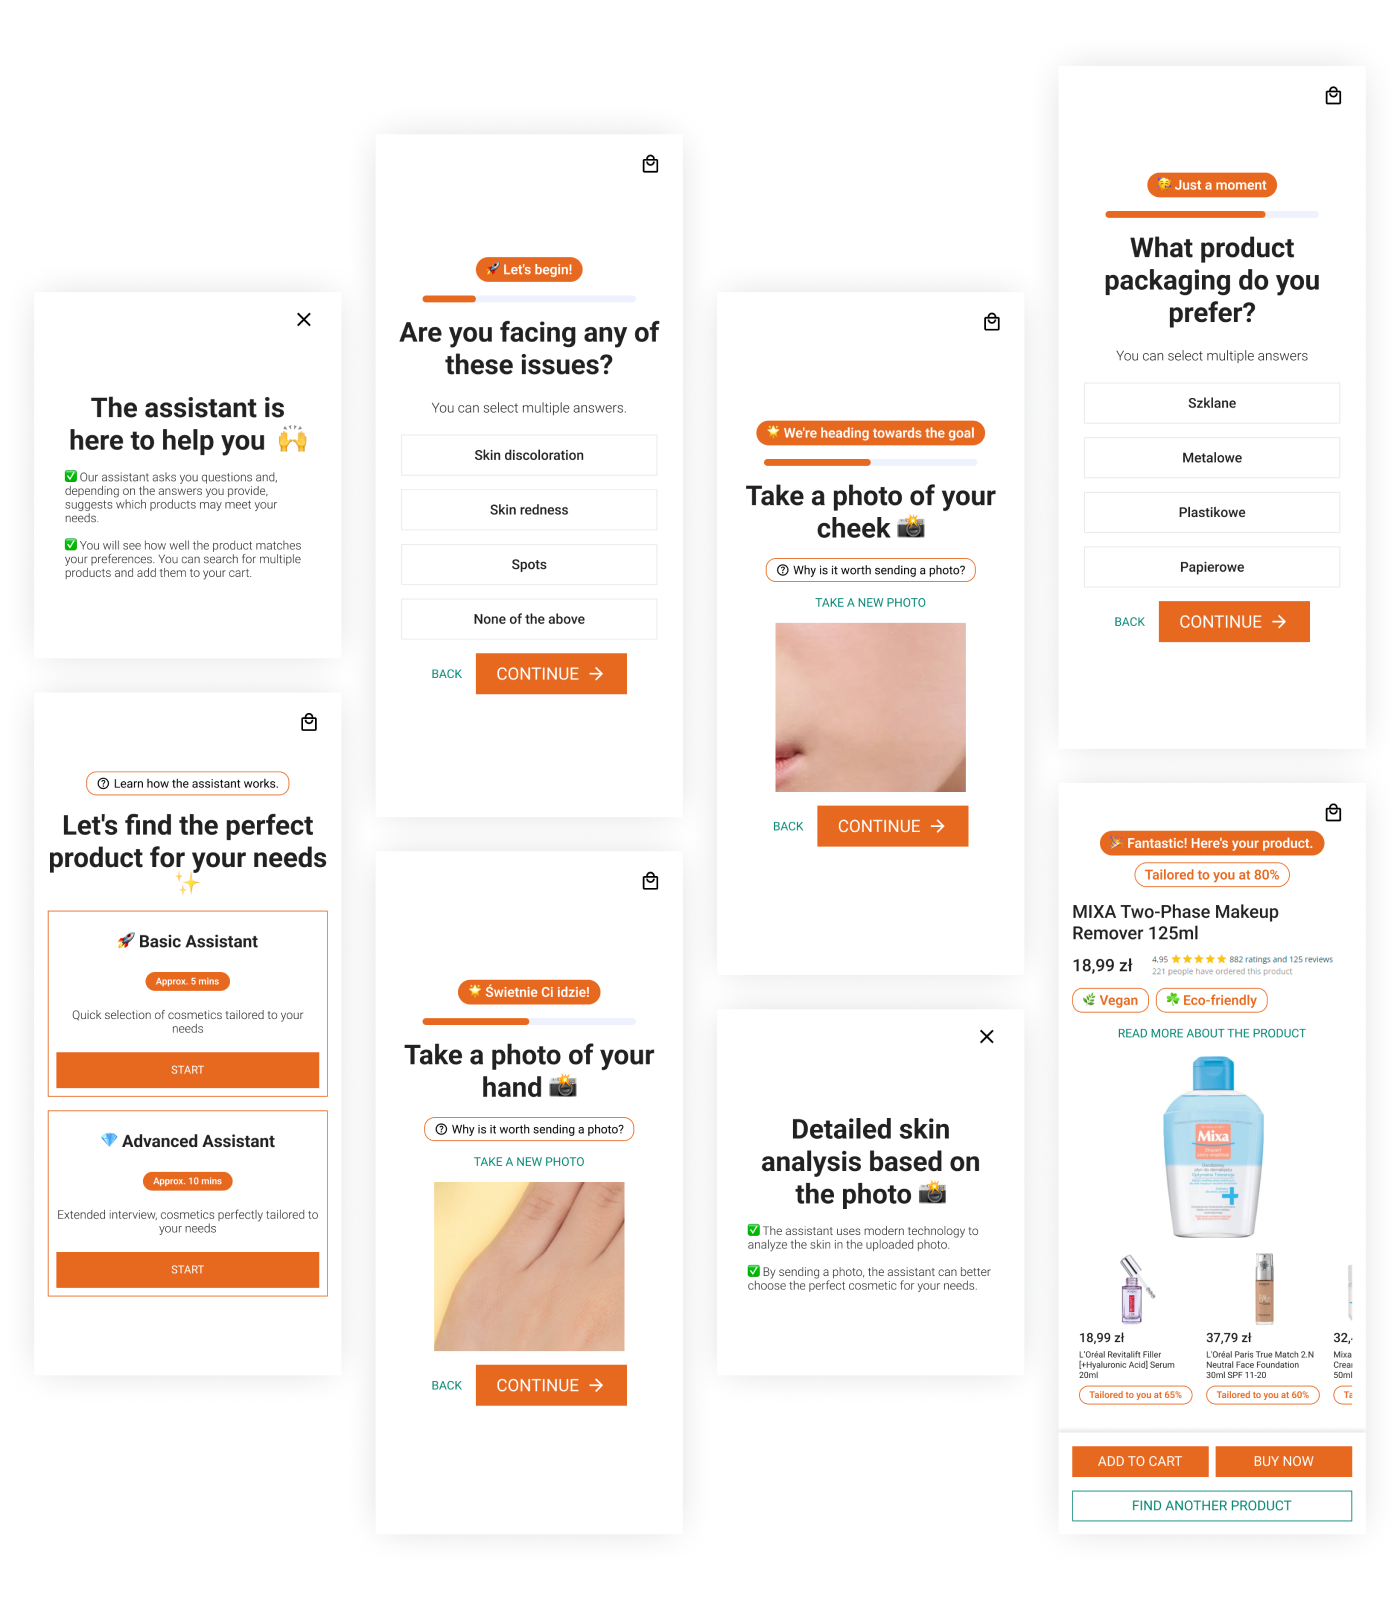 The assistant is
here to help you 🙌
✅ Our assistant asks you questions and,
depending on the answers you provide,
suggests which products may meet your
needs.
✅ You will see how well the product matches
your preferences. You can search for multiple
products and add them to your cart.
Learn how the assistant works.
Let's find the perfect
product for your needs
✨
🚀 Basic Assistant
Approx. 5 mins
Quick selection of cosmetics tailored to your
needs
START
💎 Advanced Assistant
Approx. 10 mins
Extended interview, cosmetics perfectly tailored to
your needs
START
🚀 Let's begin!
Are you facing any of
these issues?
You can select multiple answers.
Skin discoloration
Skin redness
Spots
None of the above
BACK
CONTINUE →
🌟 Świetnie Ci idzie!
Take a photo of your
hand 📸
Why is it worth sending a photo?
TAKE A NEW PHOTO
BACK
CONTINUE →
🌟 We're heading towards the goal
Take a photo of your
cheek 📸
Why is it worth sending a photo?
TAKE A NEW PHOTO
BACK
CONTINUE →
Detailed skin
analysis based on
the photo 📸
✅ The assistant uses modern technology to
analyze the skin in the uploaded photo.
✅ By sending a photo, the assistant can better
choose the perfect cosmetic for your needs.
🥳 Just a moment
What product
packaging do you
prefer?
You can select multiple answers
Szklane
Metalowe
Plastikowe
Papierowe
BACK
CONTINUE →
🎉 Fantastic! Here's your product.
Tailored to you at 80%
MIXA Two-Phase Makeup
Remover 125ml
18,99 zł
4,95 ★★★★★ 882 ratings and 125 reviews
221 people have ordered this product
🌿 Vegan
☘️ Eco-friendly
READ MORE ABOUT THE PRODUCT
Mixa
18,99 zł
L'Oréal Revitalift Filler
[+Hyaluronic Acid] Serum
20ml
Tailored to you at 65%
37,79 zł
L'Oréal Paris True Match 2.N
Neutral Face Foundation
30ml SPF 11-20
Tailored to you at 60%
32,
Mixa
Crea
50ml
Ta
ADD TO CART
BUY NOW
FIND ANOTHER PRODUCT